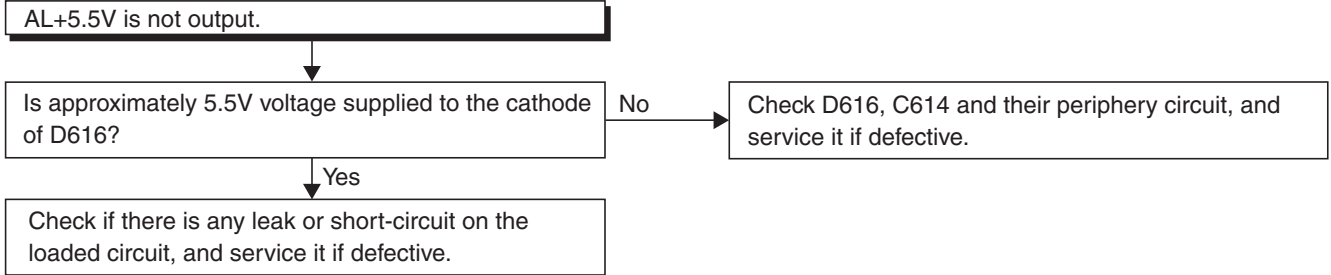 AL+5.5V is not output.
Is approximately 5.5V voltage supplied to the cathode
of D616?
No
Check D616, C614 and their periphery circuit, and
service it if defective.
Yes
Check if there is any leak or short-circuit on the
loaded circuit, and service it if defective.